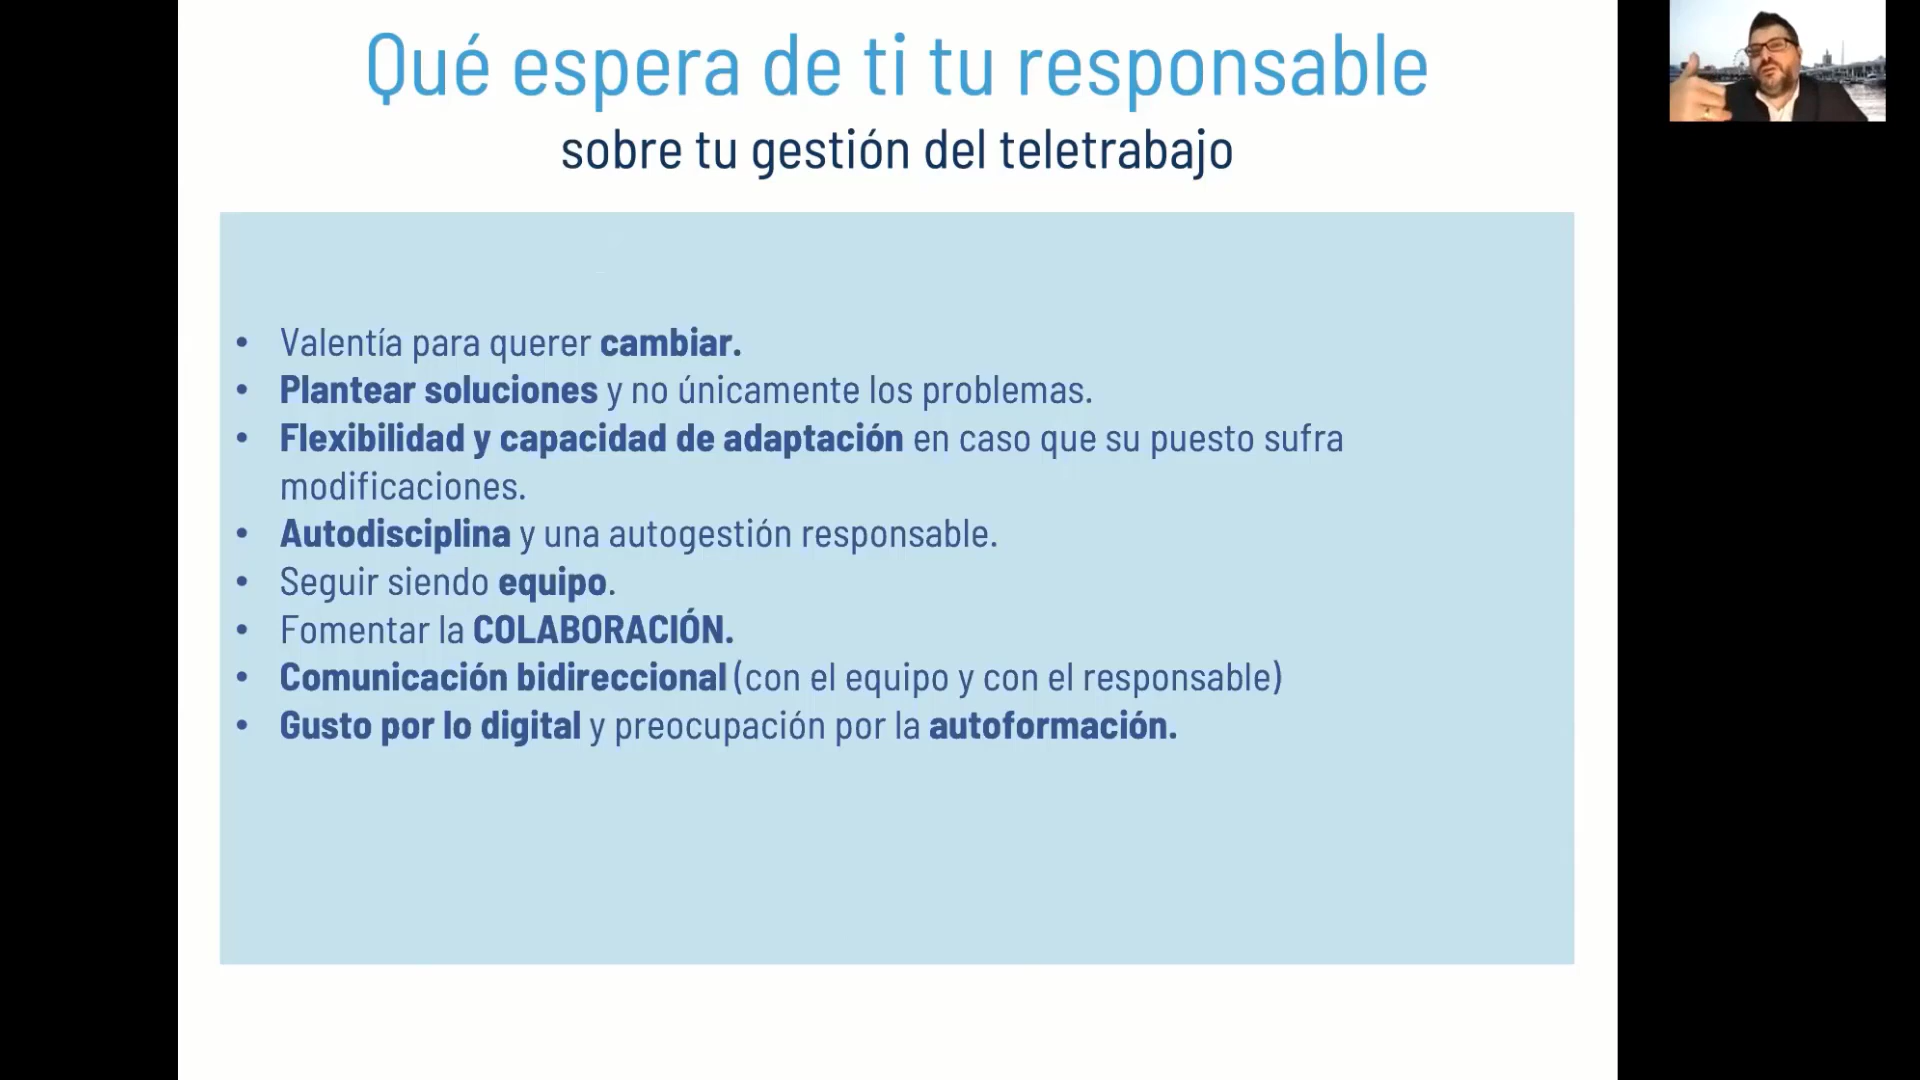 Qué espera de ti tu responsable
sobre tu gestión del teletrabajo
• Valentía para querer cambiar.
• Plantear soluciones y no únicamente los problemas.
• Flexibilidad y capacidad de adaptación en caso que su puesto sufra
modificaciones.
• Autodisciplina y una autogestión responsable.
• Seguir siendo equipo.
• Fomentar la COLABORACIÓN.
• Comunicación bidireccional (con el equipo y con el responsable)
• Gusto por lo digital y preocupación por la autoformación.